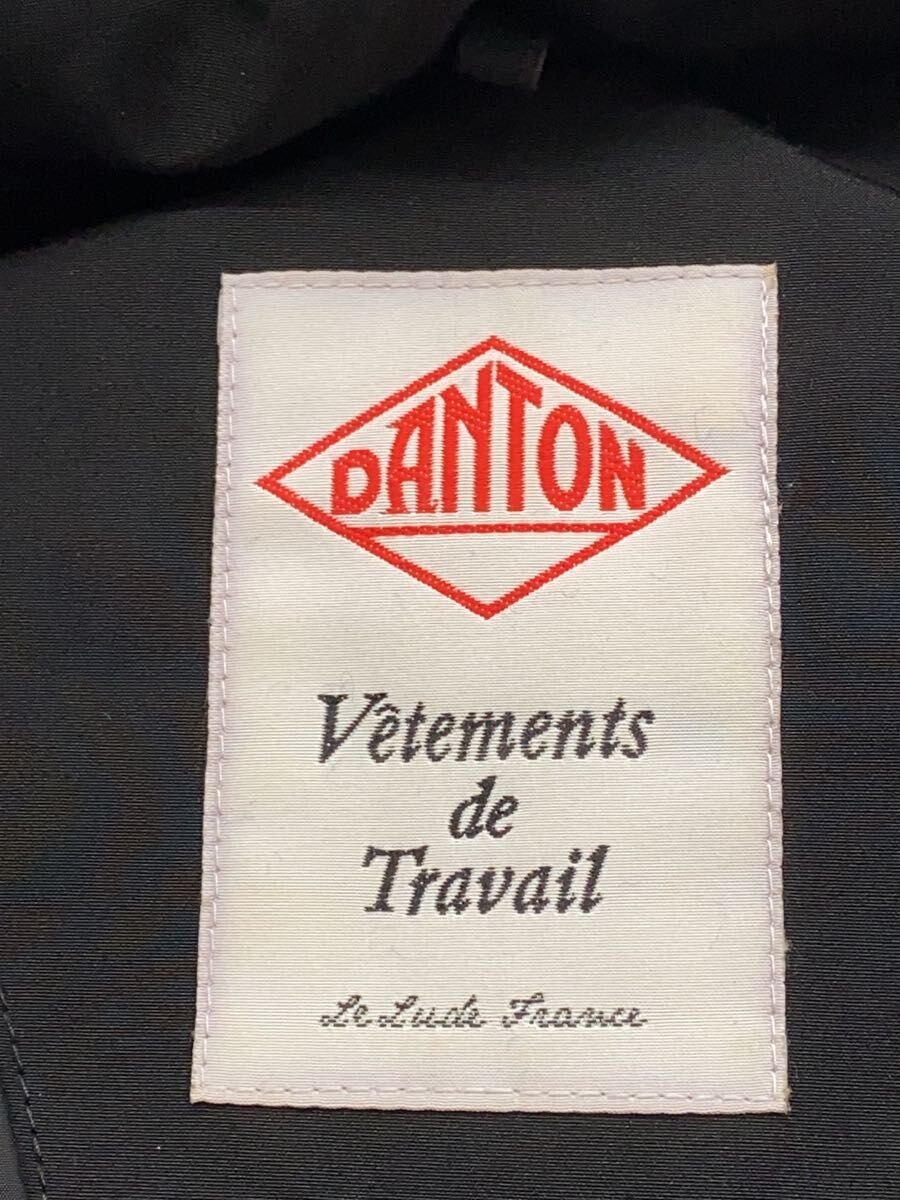 DANTON
Vêtements
de
Travail
Le Lude France